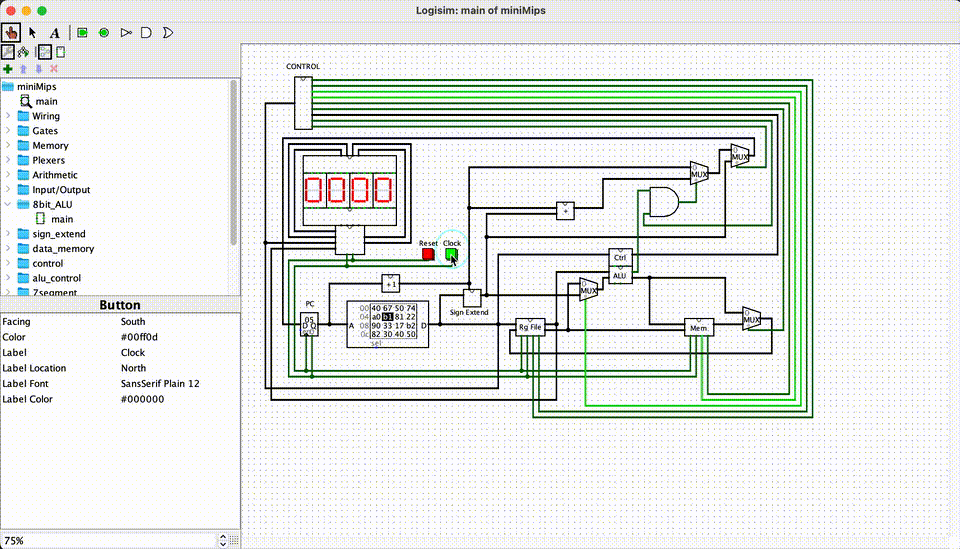 Logisim: main of miniMips
A
miniMips
main
Wiring
Gates
Memory
Plexers
Arithmetic
Input/Output
8bit_ALU
main
sign_extend
data_memory
control
alu_control
7segment
Button
Facing South
Color #00ff0d
Label Clock
Label Location North
Label Font SansSerif Plain 12
Label Color #000000
75%
CONTROL
0000
Reset Clock
MUX
MUX
+
Ctrl
ALU
+1
MUX
Sign Extend
PC
05
D Q
A
00 40 67 50 74
04 a0 b1 81 22
08 90 33 17 b2
0c 82 30 40 50
sel
D
Rg File
Mem
MUX